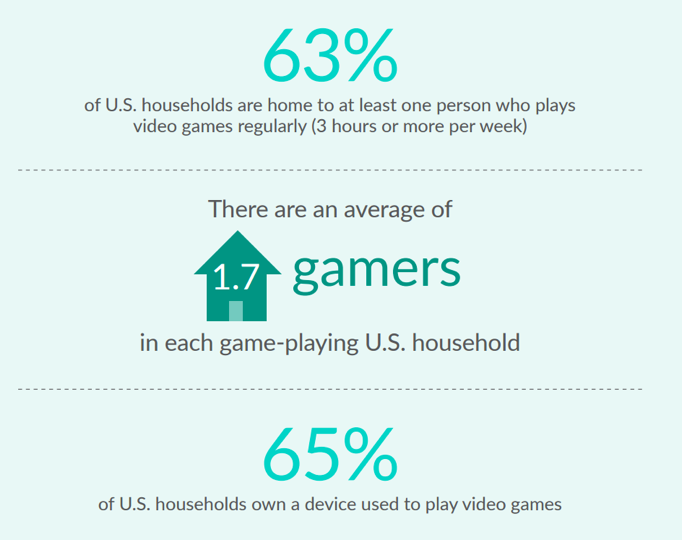 63%
of U.S. households are home to at least one person who plays
video games regularly (3 hours or more per week)
There are an average of
1.7 gamers
in each game-playing U.S. household
65%
of U.S. households own a device used to play video games